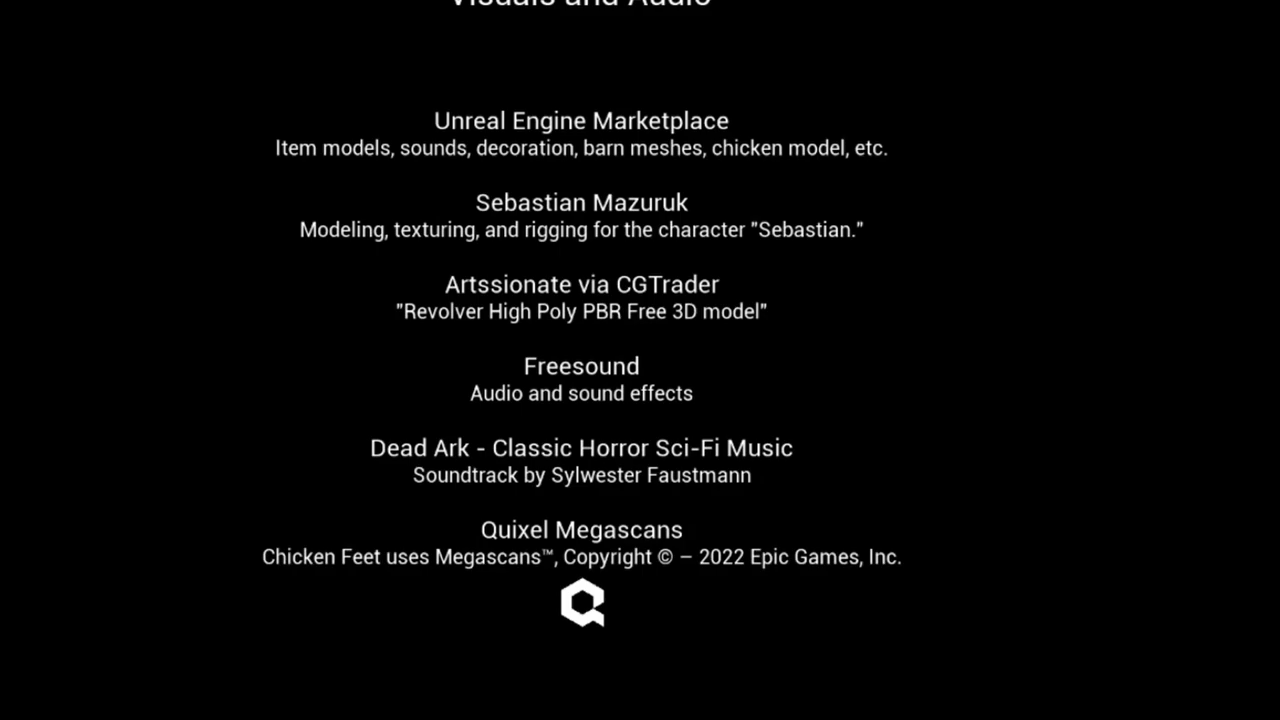 Visuals and Audio
Unreal Engine Marketplace
Item models, sounds, decoration, barn meshes, chicken model, etc.
Sebastian Mazuruk
Modeling, texturing, and rigging for the character "Sebastian."
Artssionate via CGTrader
"Revolver High Poly PBR Free 3D model"
Freesound
Audio and sound effects
Dead Ark - Classic Horror Sci-Fi Music
Soundtrack by Sylwester Faustmann
Quixel Megascans
Chicken Feet uses Megascans™, Copyright © – 2022 Epic Games, Inc.